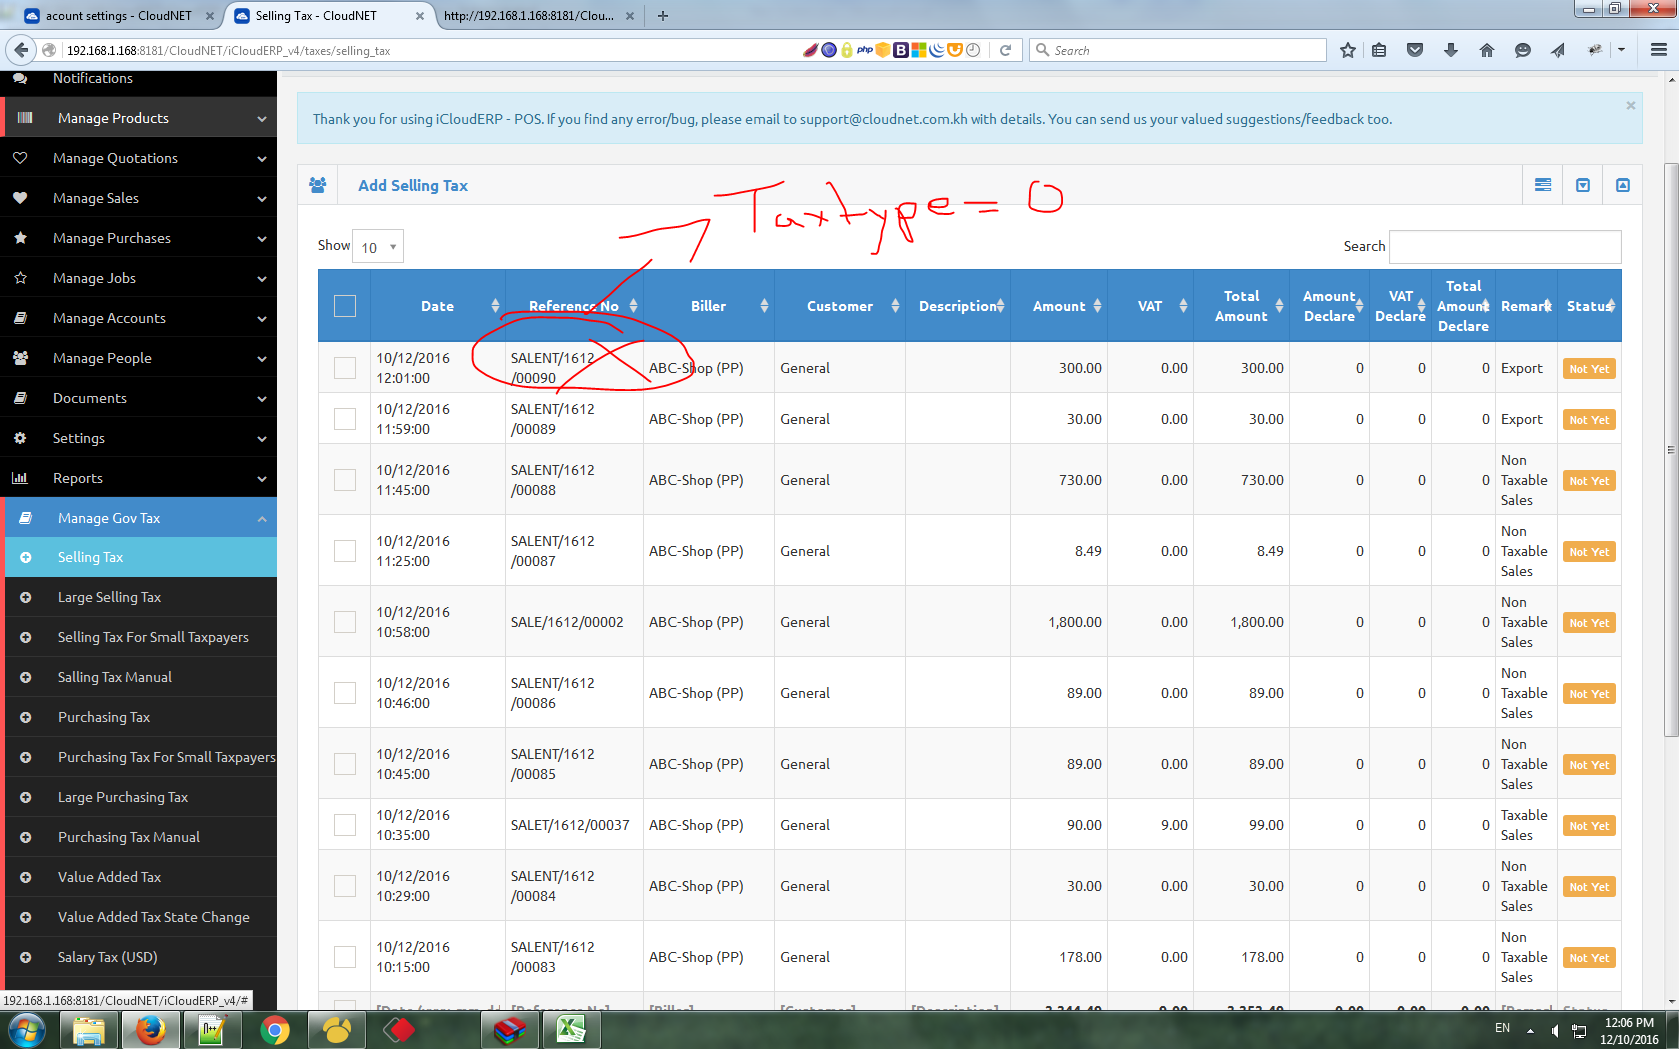 acount settings - CloudNET
Selling Tax - CloudNET
http://192.168.1.168:8181/Clou...
192.168.1.168:8181/CloudNET/iCloudERP_v4/taxes/selling_tax
php
B
Search
Notifications
Manage Products
Manage Quotations
Manage Sales
Manage Purchases
Manage Jobs
Manage Accounts
Manage People
Documents
Settings
Reports
Manage Gov Tax
Selling Tax
Large Selling Tax
Selling Tax For Small Taxpayers
Salling Tax Manual
Purchasing Tax
Purchasing Tax For Small Taxpayers
Large Purchasing Tax
Purchasing Tax Manual
Value Added Tax
Value Added Tax State Change
Salary Tax (USD)
192.168.1.168:8181/CloudNET/iCloudERP_v4/#
Thank you for using iCloudERP - POS. If you find any error/bug, please email to support@cloudnet.com.kh with details. You can send us your valued suggestions/feedback too.
Add Selling Tax
Taxtype = 0
Show 10
Search
Date Reference No Biller Customer Description Amount VAT Total Amount Amount Declare VAT Declare Total Amount Declare Remark Status
10/12/2016 12:01:00 SALENT/1612/00090 ABC-Shop (PP) General 300.00 0.00 300.00 0 0 0 Export Not Yet
10/12/2016 11:59:00 SALENT/1612/00089 ABC-Shop (PP) General 30.00 0.00 30.00 0 0 0 Export Not Yet
10/12/2016 11:45:00 SALENT/1612/00088 ABC-Shop (PP) General 730.00 0.00 730.00 0 0 0 Non Taxable Sales Not Yet
10/12/2016 11:25:00 SALENT/1612/00087 ABC-Shop (PP) General 8.49 0.00 8.49 0 0 0 Non Taxable Sales Not Yet
10/12/2016 10:58:00 SALE/1612/00002 ABC-Shop (PP) General 1,800.00 0.00 1,800.00 0 0 0 Non Taxable Sales Not Yet
10/12/2016 10:46:00 SALENT/1612/00086 ABC-Shop (PP) General 89.00 0.00 89.00 0 0 0 Non Taxable Sales Not Yet
10/12/2016 10:45:00 SALENT/1612/00085 ABC-Shop (PP) General 89.00 0.00 89.00 0 0 0 Non Taxable Sales Not Yet
10/12/2016 10:35:00 SALET/1612/00037 ABC-Shop (PP) General 90.00 9.00 99.00 0 0 0 Taxable Sales Not Yet
10/12/2016 10:29:00 SALENT/1612/00084 ABC-Shop (PP) General 30.00 0.00 30.00 0 0 0 Non Taxable Sales Not Yet
10/12/2016 10:15:00 SALENT/1612/00083 ABC-Shop (PP) General 178.00 0.00 178.00 0 0 0 Non Taxable Sales Not Yet
EN
12:06 PM
12/10/2016